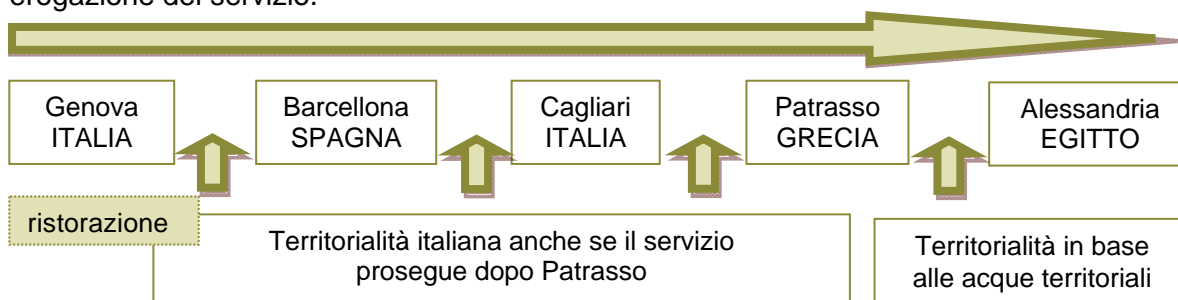 erogazione del servizio.
Genova
ITALIA
Barcellona
SPAGNA
Cagliari
ITALIA
Patrasso
GRECIA
Alessandria
EGITTO
ristorazione
Territorialità italiana anche se il servizio
prosegue dopo Patrasso
Territorialità in base
alle acque territoriali